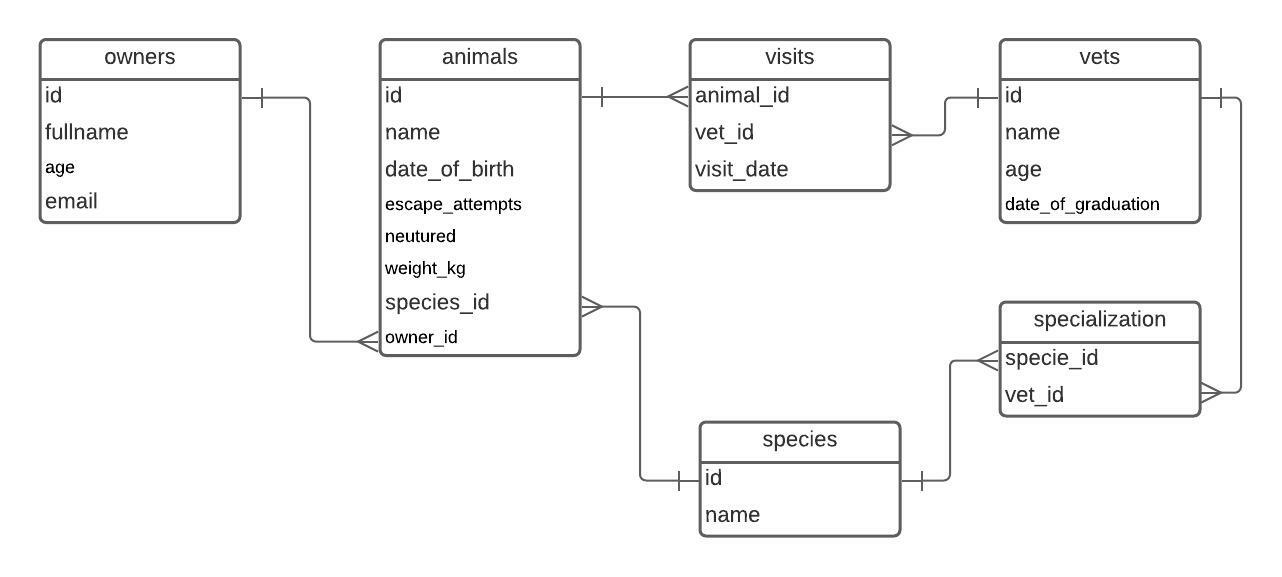 owners
id
fullname
age
email
animals
id
name
date_of_birth
escape_attempts
neutured
weight_kg
species_id
owner_id
visits
animal_id
vet_id
visit_date
vets
id
name
age
date_of_graduation
specialization
specie_id
vet_id
species
id
name